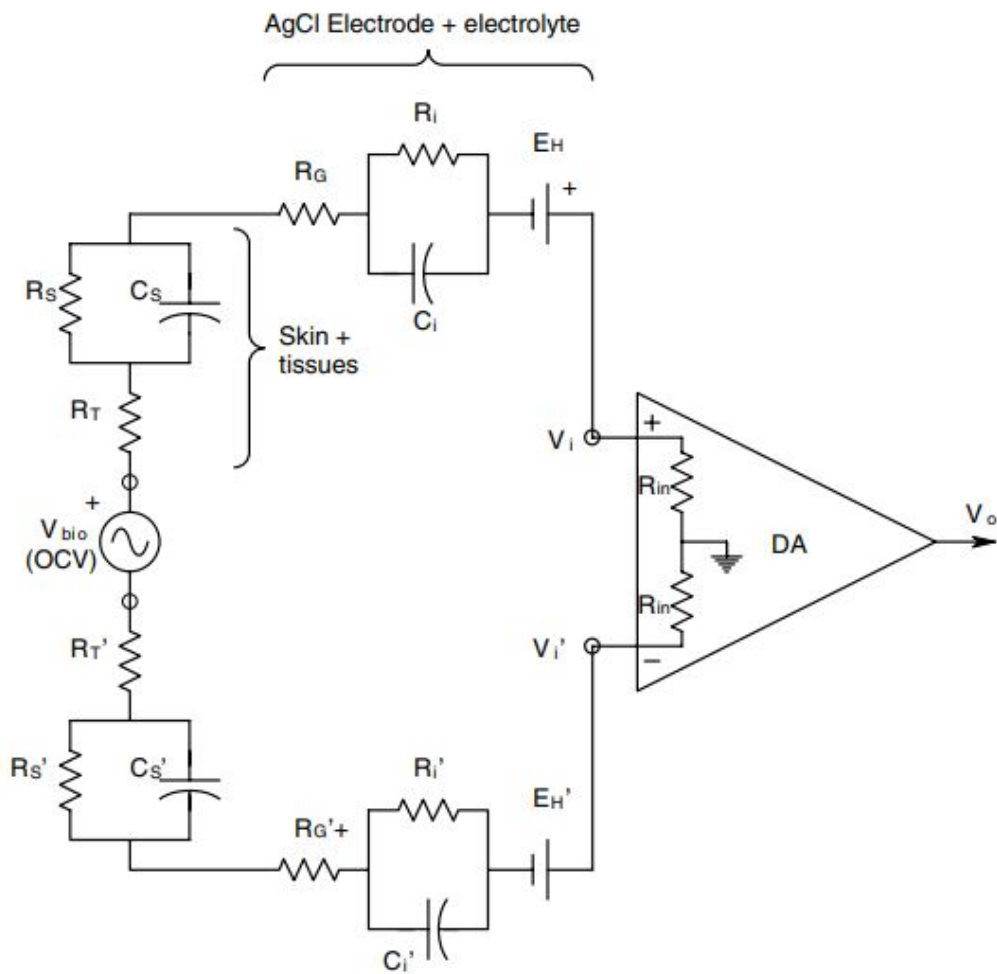 AgCl Electrode + electrolyte
Ri
EH
RG
+
Ci
RS
CS
Skin +
tissues
RT
+
Vbio
(OCV)
Vi
+
Rin
DA
Vo
Rin
Vi'
−
RT'
RS'
CS'
Ri'
EH'
RG'+
Ci'